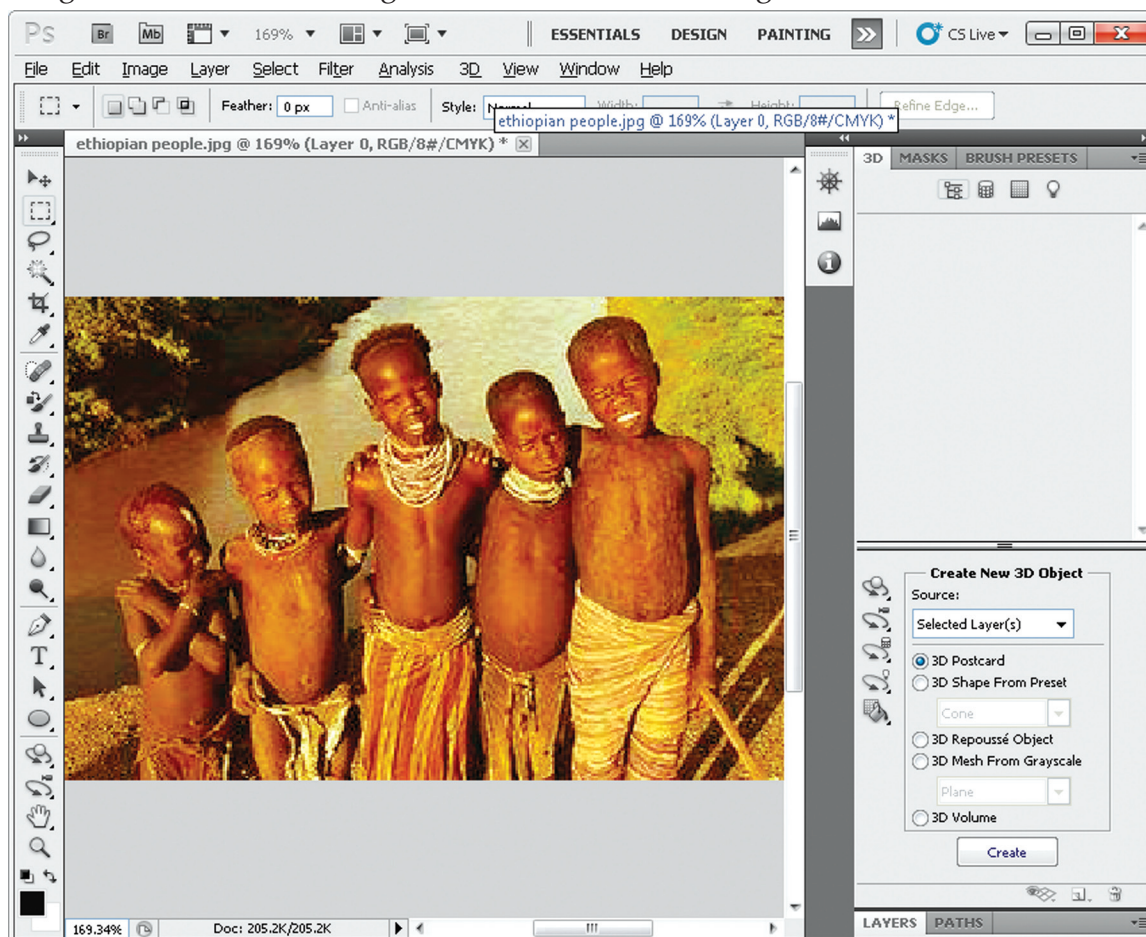 Ps Br Mb 169% ESSENTIALS DESIGN PAINTING CS Live
File Edit Image Layer Select Filter Analysis 3D View Window Help
Feather: 0 px Anti-alias Style: Width: Height: Refine Edge...
ethiopian people.jpg @ 169% (Layer 0, RGB/8#/CMYK) *
ethiopian people.jpg @ 169% (Layer 0, RGB/8#/CMYK) *
3D MASKS BRUSH PRESETS
Create New 3D Object
Source:
Selected Layer(s)
3D Postcard
3D Shape From Preset
Cone
3D Repoussé Object
3D Mesh From Grayscale
Plane
3D Volume
Create
169.34% Doc: 205.2K/205.2K
LAYERS PATHS